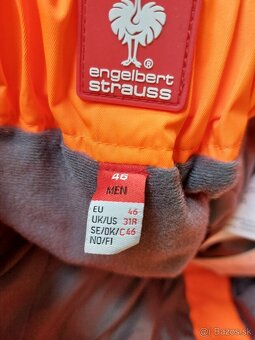 engelbert
strauss
46
MEN
EU 46
UK/US 31R
SE/DK/ C46
NO/FI
bazos.sk